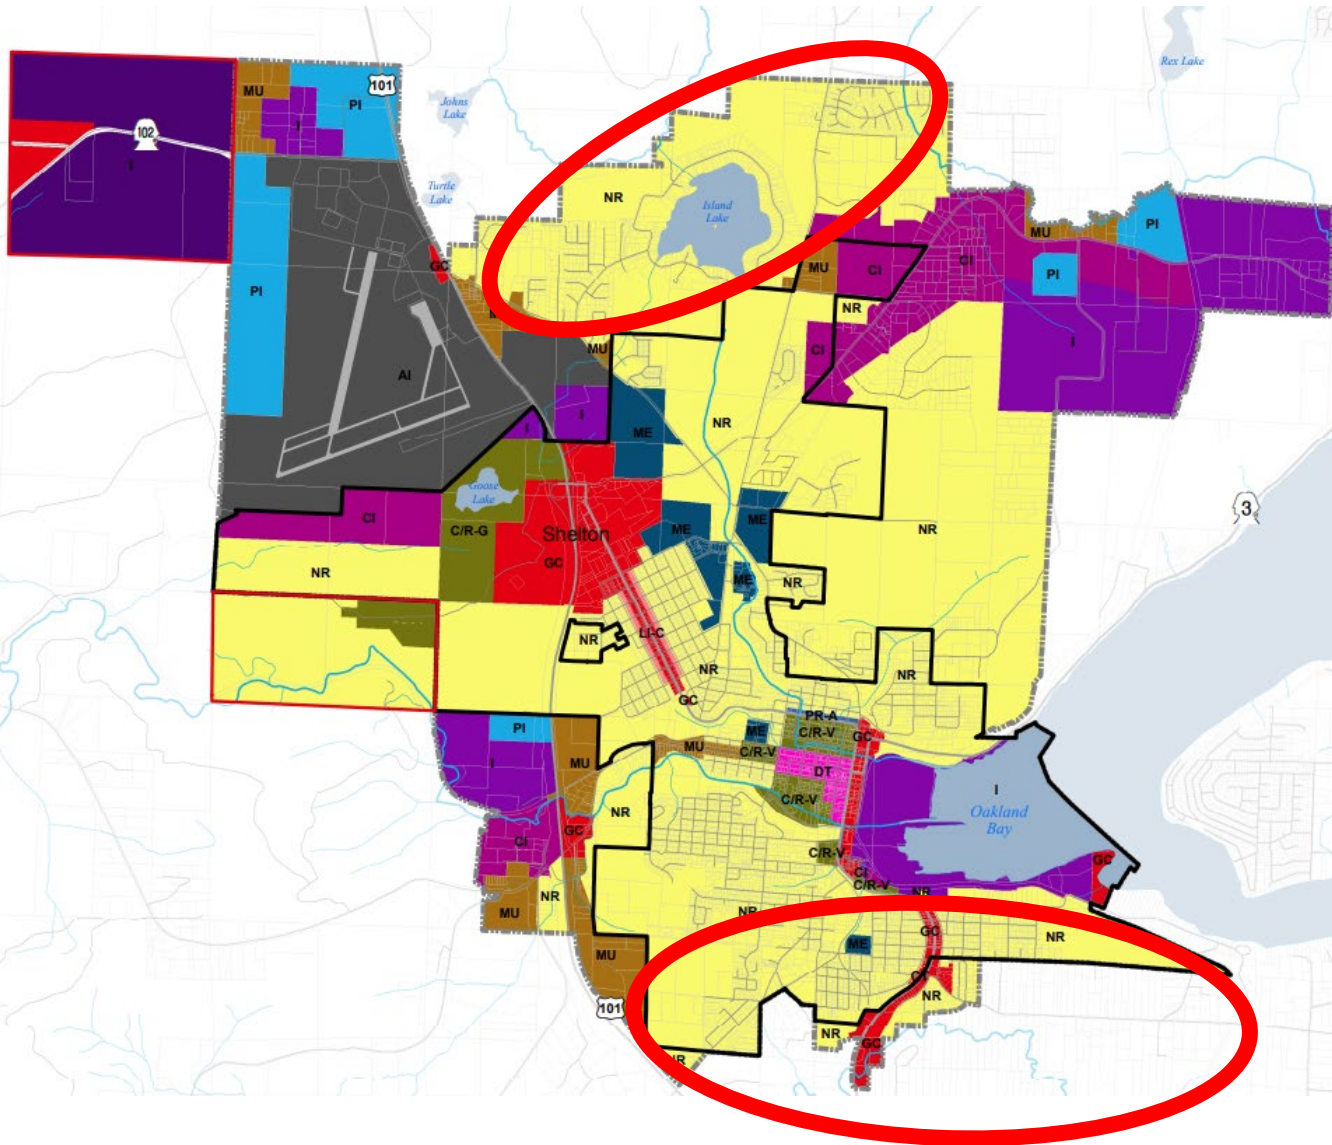 Rex Lake
101
MU
PI
I
Johns
Lake
102
I
Turtle
Lake
NR
Island
Lake
PI
MU
CI
PI
GC
MU
CI
PI
NR
MU
CI
I
AI
NR
I
I
ME
Goose
Lake
3
CI
C/R-G
ME
ME
NR
Shelton
GC
NR
ME
NR
NR
LI-C
NR
NR
GC
PR-A
PI
ME
C/R-V
GC
MU
C/R-V
I
MU
DT
I
C/R-V
NR
Oakland
Bay
GC
CI
C/R-V
GC
CI
C/R-V
NR
NR
MU
NR
GC
NR
ME
MU
NR
101
NR
GC
NR